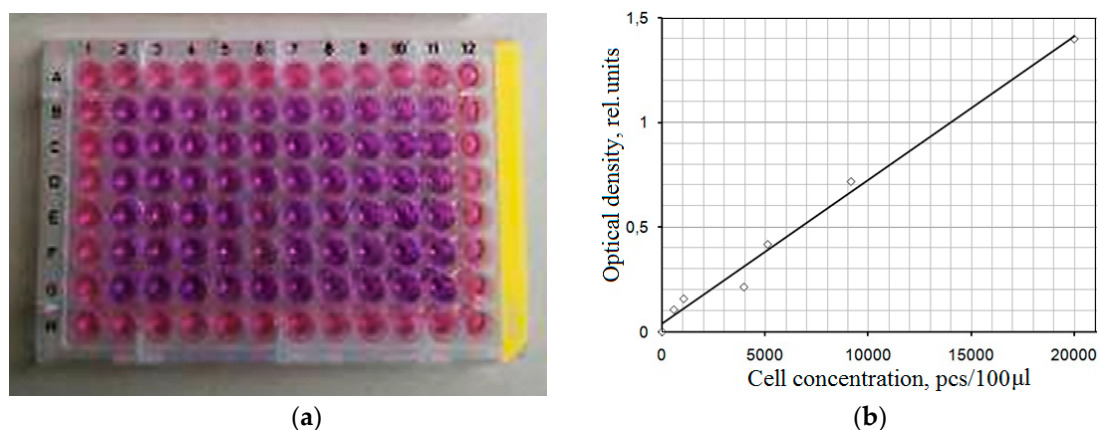 1 2 3 4 5 6 7 8 9 10 11 12
A
B
C
D
E
F
G
H
(a)
1,5
1
0,5
0
Optical density, rel. units
0 5000 10000 15000 20000
Cell concentration, pcs/100µl
(b)